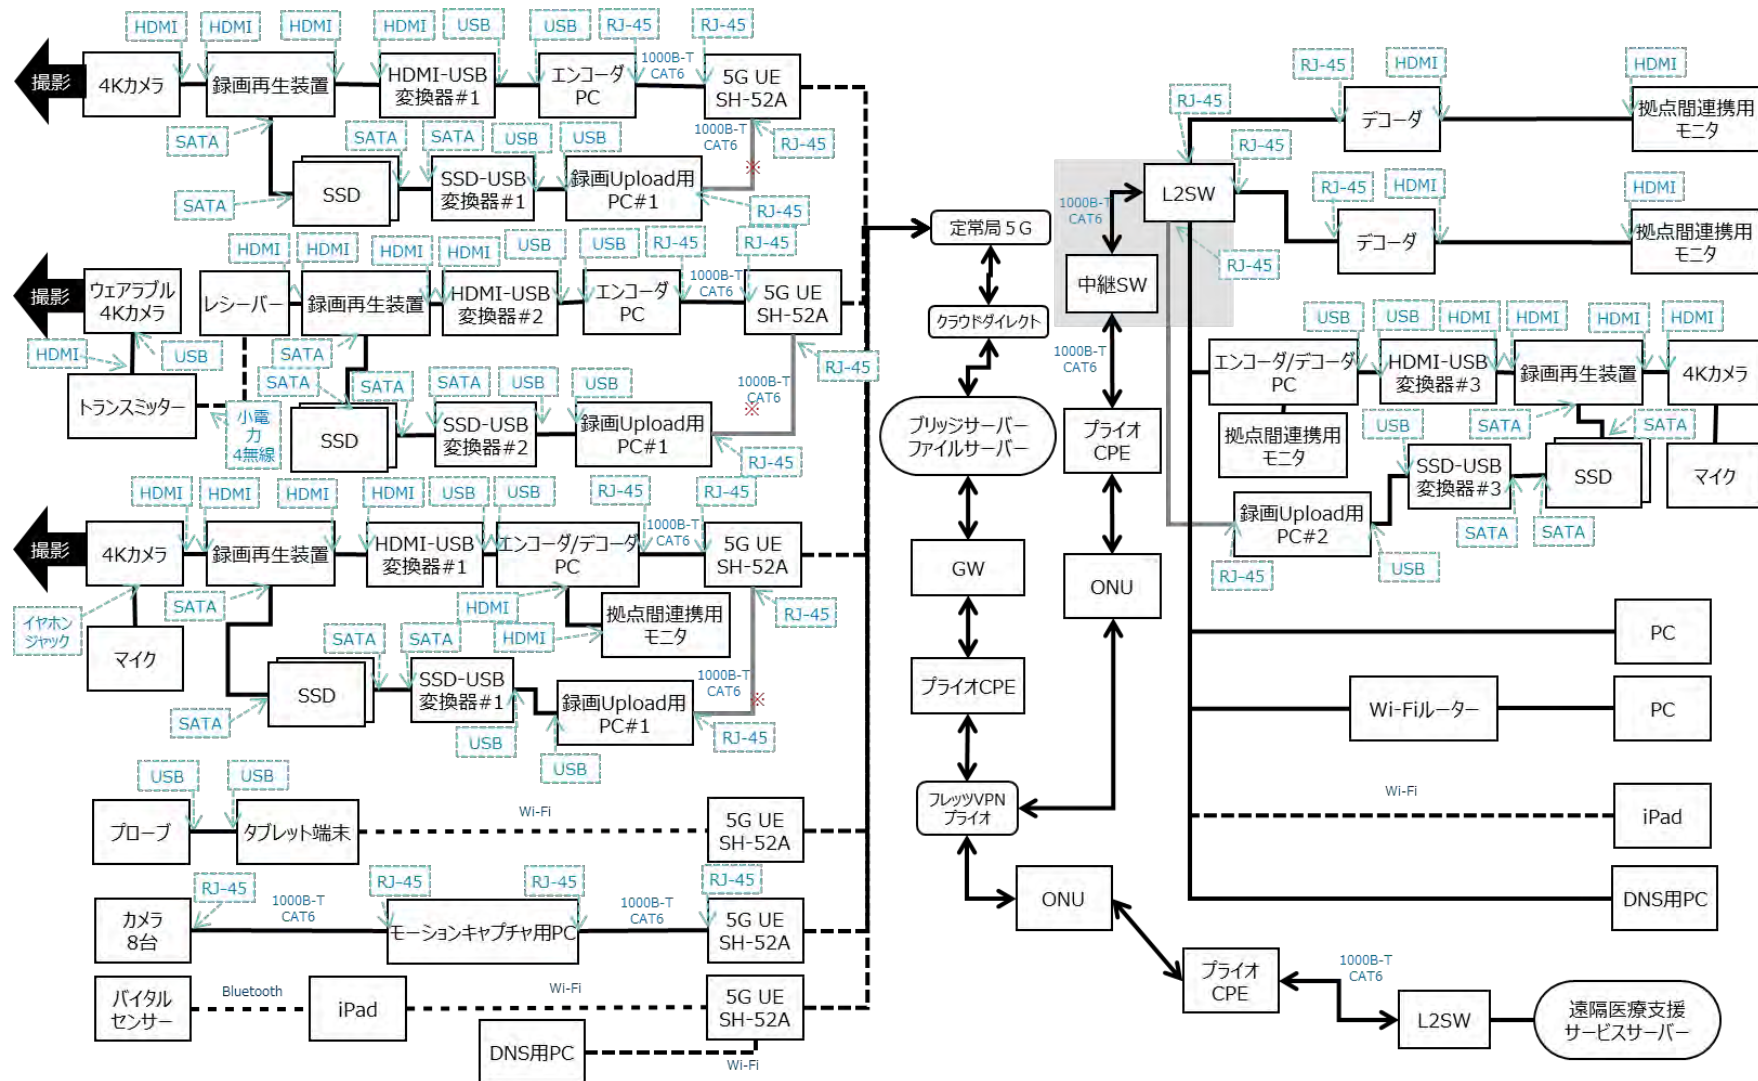 HDMI
HDMI
HDMI
HDMI
USB
USB
RJ-45
RJ-45
撮影
4Kカメラ
録画再生装置
HDMI-USB
変換器#1
エンコーダ
PC
1000B-T
CAT6
5G UE
SH-52A
SATA
SATA
SATA
USB
USB
1000B-T
CAT6
RJ-45
※
SATA
SSD
SSD-USB
変換器#1
録画Upload用
PC#1
RJ-45
HDMI
HDMI
HDMI
HDMI
USB
USB
RJ-45
RJ-45
撮影
ウェアラブル
4Kカメラ
レシーバー
録画再生装置
HDMI-USB
変換器#2
エンコーダ
PC
1000B-T
CAT6
5G UE
SH-52A
HDMI
USB
SATA
RJ-45
トランスミッター
小電
力
4無線
SATA
SATA
SATA
USB
USB
1000B-T
CAT6
※
SSD
SSD-USB
変換器#2
録画Upload用
PC#1
RJ-45
HDMI
HDMI
HDMI
HDMI
USB
USB
RJ-45
RJ-45
撮影
4Kカメラ
録画再生装置
HDMI-USB
変換器#1
エンコーダ/デコーダ
PC
1000B-T
CAT6
5G UE
SH-52A
イヤホン
ジャック
SATA
HDMI
HDMI
拠点間連携用
モニタ
RJ-45
マイク
SATA
SATA
1000B-T
CAT6
※
SATA
SSD
SSD-USB
変換器#1
録画Upload用
PC#1
RJ-45
USB
USB
USB
USB
プローブ
タブレット端末
Wi-Fi
5G UE
SH-52A
RJ-45
RJ-45
RJ-45
RJ-45
カメラ
8台
1000B-T
CAT6
モーションキャプチャ用PC
1000B-T
CAT6
5G UE
SH-52A
バイタル
センサー
Bluetooth
iPad
Wi-Fi
5G UE
SH-52A
DNS用PC
Wi-Fi
定常局５G
クラウドダイレクト
ブリッジサーバー
ファイルサーバー
GW
プライオCPE
フレッツVPN
プライオ
ONU
プライオ
CPE
1000B-T
CAT6
L2SW
遠隔医療支援
サービスサーバー
RJ-45
L2SW
RJ-45
1000B-T
CAT6
RJ-45
中継SW
1000B-T
CAT6
プライオ
CPE
ONU
RJ-45
HDMI
HDMI
デコーダ
拠点間連携用
モニタ
RJ-45
HDMI
HDMI
デコーダ
拠点間連携用
モニタ
USB
USB
HDMI
HDMI
HDMI
HDMI
エンコーダ/デコーダ
PC
HDMI-USB
変換器#3
録画再生装置
4Kカメラ
拠点間連携用
モニタ
USB
SATA
SATA
SSD-USB
変換器#3
SSD
マイク
録画Upload用
PC#2
SATA
SATA
RJ-45
USB
PC
Wi-Fiルーター
PC
Wi-Fi
iPad
DNS用PC